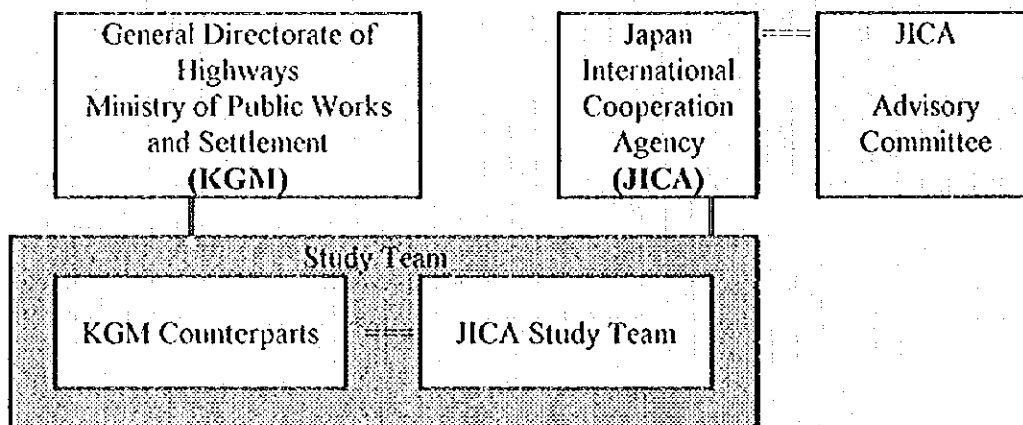 General Directorate of
Highways
Ministry of Public Works
and Settlement
(KGM)
Japan
International
Cooperation
Agency
(JICA)
JICA
Advisory
Committee
Study Team
KGM Counterparts
JICA Study Team